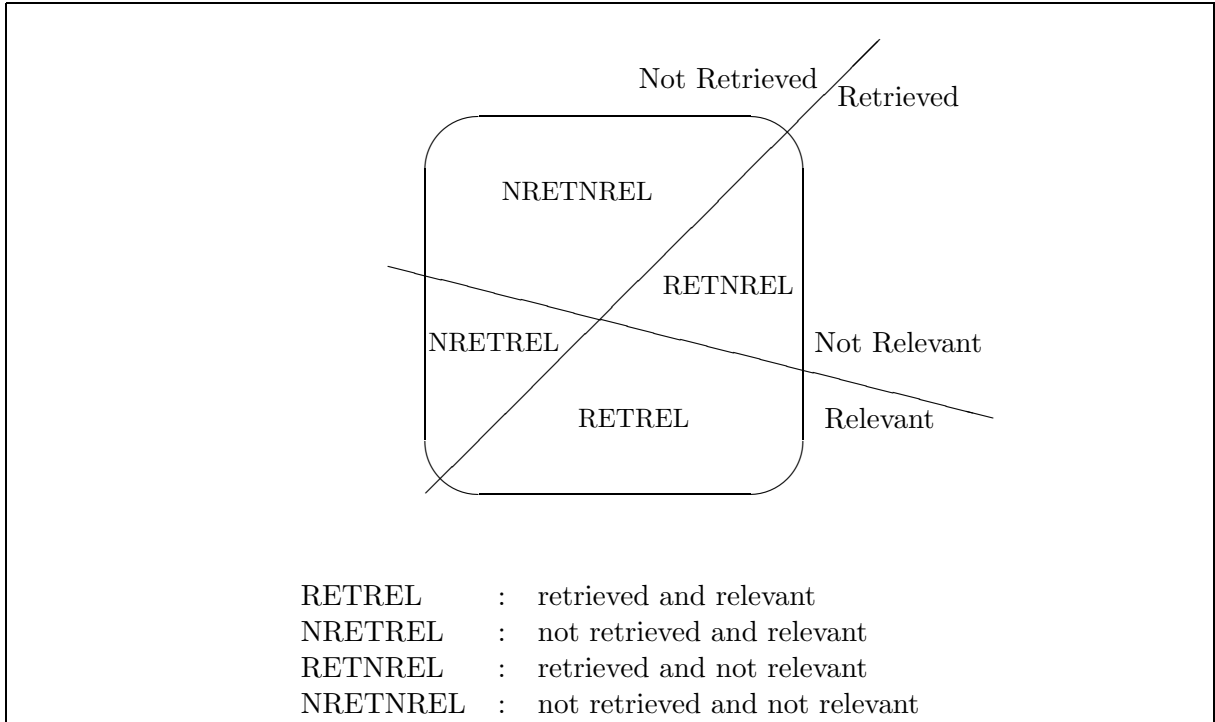 Not Retrieved
Retrieved
NRETNREL
RETNREL
NRETREL
Not Relevant
RETREL
Relevant
RETREL : retrieved and relevant
NRETREL : not retrieved and relevant
RETNREL : retrieved and not relevant
NRETNREL : not retrieved and not relevant